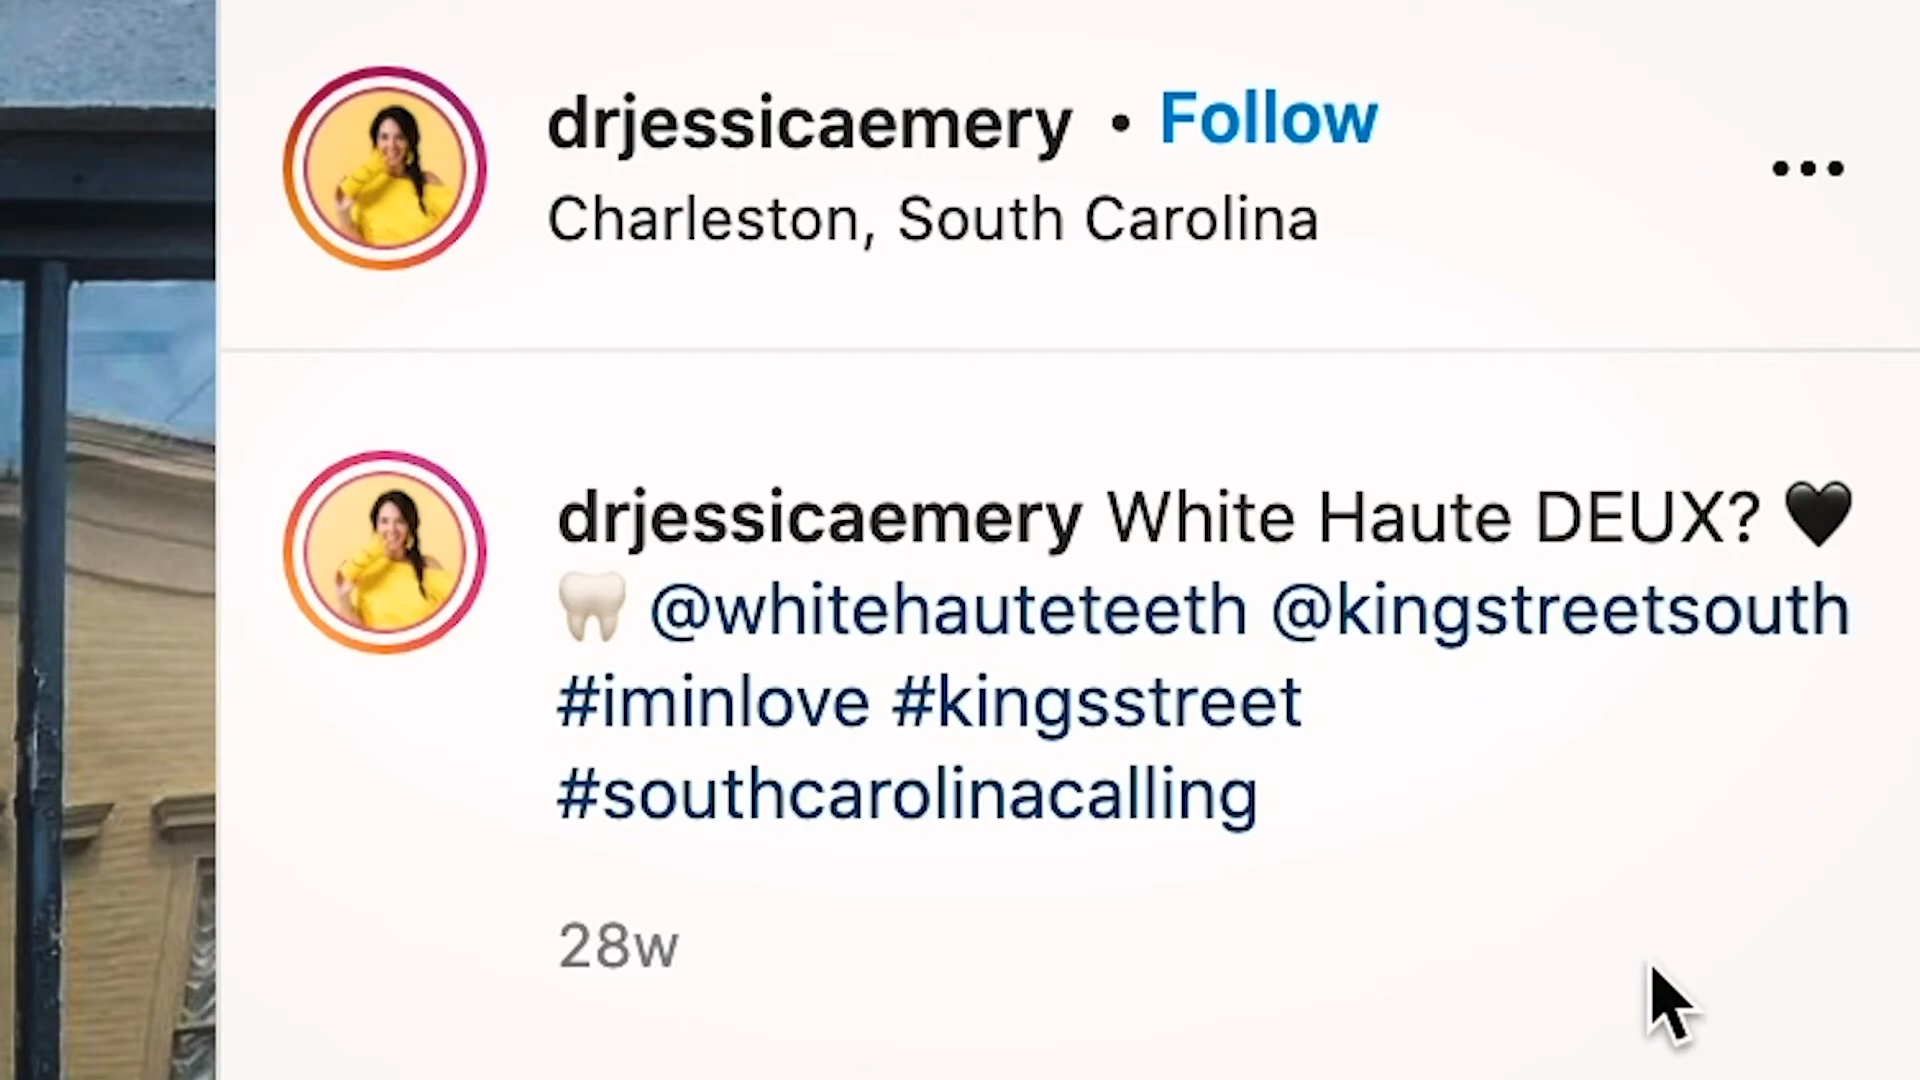 drjessicaemery • Follow
Charleston, South Carolina
drjessicaemery White Haute DEUX? 🖤
🦷 @whitehauteteeth @kingstreetsouth
#iminlove #kingsstreet
#southcarolinacalling
28w